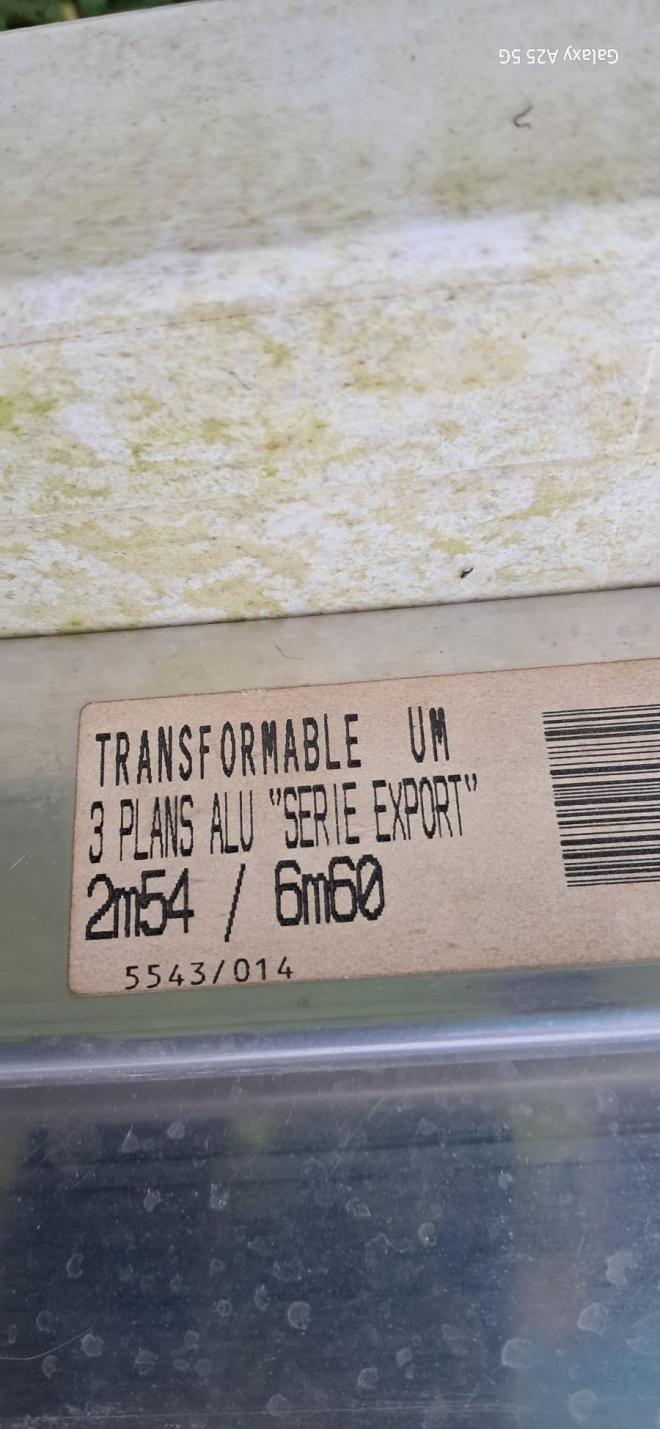 Galaxy A25 5G
TRANSFORMABLE UM
3 PLANS ALU "SERIE EXPORT"
2m54 / 6m60
5543/014